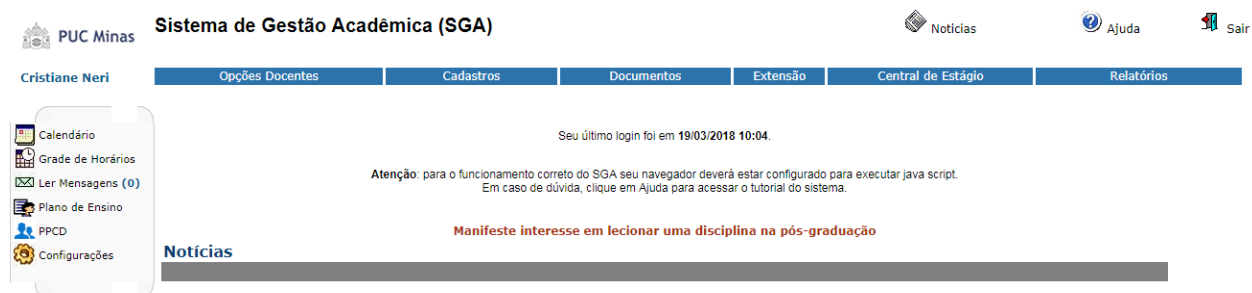 PUC Minas
Sistema de Gestão Acadêmica (SGA)
Noticias
Ajuda
Sair
Cristiane Neri
Opções Docentes
Cadastros
Documentos
Extensão
Central de Estágio
Relatórios
Calendário
Grade de Horários
Ler Mensagens (0)
Plano de Ensino
PPCD
Configurações
Seu último login foi em 19/03/2018 10:04.
Atenção: para o funcionamento correto do SGA seu navegador deverá estar configurado para executar java script.
Em caso de dúvida, clique em Ajuda para acessar o tutorial do sistema.
Manifeste interesse em lecionar uma disciplina na pós-graduação
Notícias